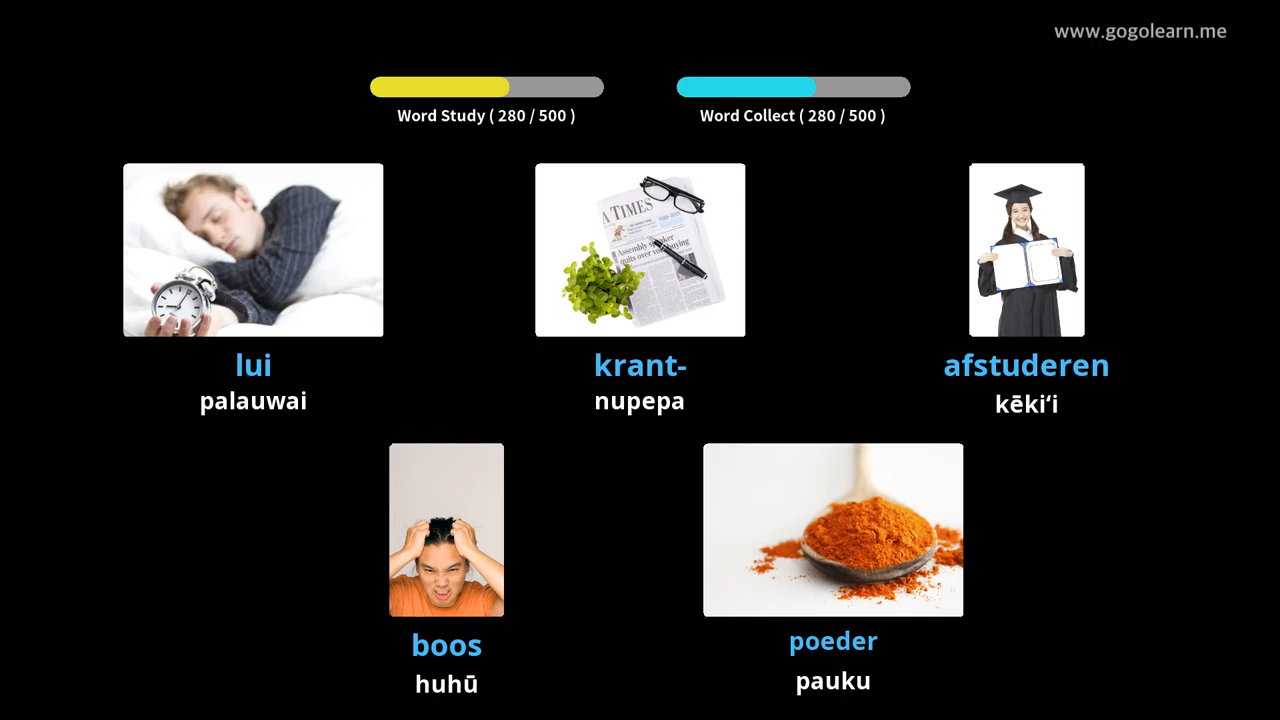 www.gogolearn.me
Word Study ( 280 / 500 )
Word Collect ( 280 / 500 )
A TIMES
lui
krant-
afstuderen
palauwai
nupepa
kēkiʻi
boos
poeder
huhū
pauku